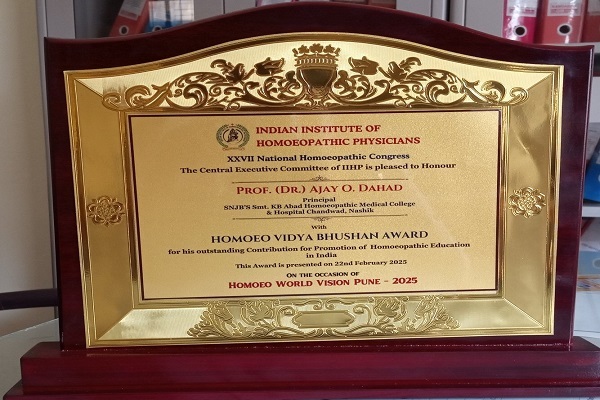 INDIAN INSTITUTE OF
HOMOEOPATHIC PHYSICIANS
XXVII National Homoeopathic Congress
The Central Executive Committee of IIHP is pleased to Honour
PROF. (DR.) AJAY O. DAHAD
Principal
SNJB'S Smt. KB Abad Homoeopathic Medical College
& Hospital Chandwad, Nashik
With
HOMOEO VIDYA BHUSHAN AWARD
for his outstanding Contribution for Promotion of Homoeopathic Education
in India
This Award is presented on 22nd February 2025
ON THE OCCASION OF
HOMOEO WORLD VISION PUNE - 2025